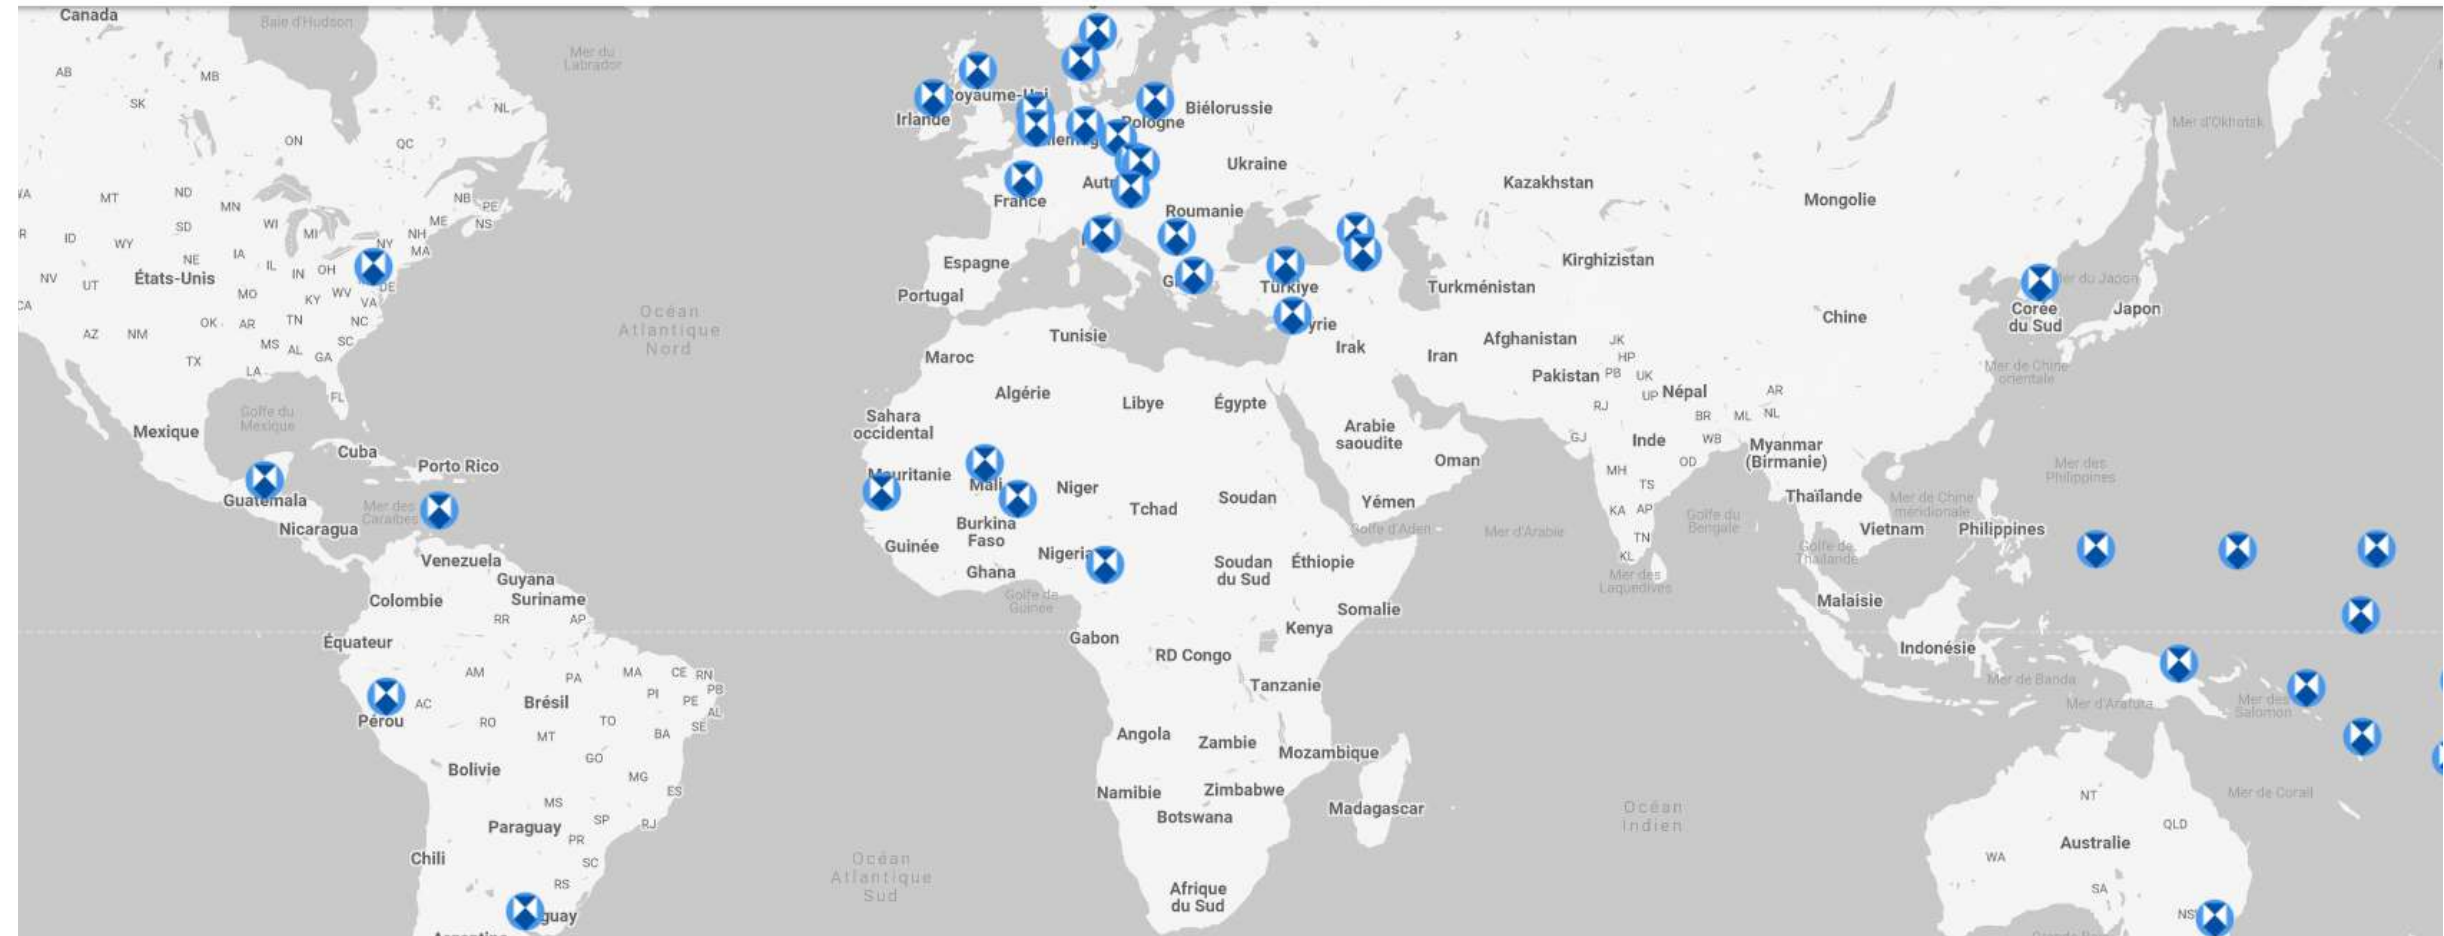 Canada
Baie d'Hudson
Mer du
Labrador
AB
MB
SK
NL
ON
QC
MT
ND
MN
SD
WI
MI
NB
PE
ME
NS
NH
MA
NY
ID
WY
NE
IA
IL
IN
OH
NV
UT
États-Unis
MO
KY
WV
VA
DE
CA
OK
AR
TN
NC
AZ
NM
MS
AL
GA
SC
TX
LA
FL
Golfe du
Mexique
Mexique
Cuba
Porto Rico
Guatemala
Mer des
Caraïbes
Nicaragua
Venezuela
Guyana
Suriname
Colombie
RR
AP
Équateur
AM
PA
MA
CE
RN
PB
PI
PE
AL
SE
AC
Brésil
Pérou
RO
TO
BA
MT
GO
Bolivie
MG
ES
MS
SP
RJ
Paraguay
PR
Chili
SC
RS
guay
Océan
Atlantique
Nord
Océan
Atlantique
Sud
Irlande
Pologne
Biélorussie
Ukraine
France
Roumanie
Espagne
Portugal
Türkiye
yrie
Kazakhstan
Mongolie
Kirghizistan
Turkménistan
Chine
Corée
du Sud
Mer du Japon
Japon
Mer d'Okhotsk
Tunisie
Maroc
Algérie
Libye
Égypte
Irak
Iran
Afghanistan
Pakistan
JK
HP
PB
UK
UP
Népal
RJ
BR
ML
AR
NL
GJ
Inde
WB
OD
MH
TS
KA
AP
TN
KL
Myanmar
(Birmanie)
Mer de Chine
orientale
Mer des
Philippines
Sahara
occidental
Mauritanie
Mali
Niger
Tchad
Soudan
Arabie
saoudite
Oman
Yémen
Golfe d'Aden
Mer d'Arabie
Golfe du
Bengale
Thaïlande
Mer de Chine
méridionale
Vietnam
Philippines
Golfe de
Thaïlande
Mer des
Laquedives
Burkina
Faso
Guinée
Ghana
Nigeria
Soudan
du Sud
Éthiopie
Golfe de
Guinée
Somalie
Gabon
Kenya
RD Congo
Tanzanie
Malaisie
Indonésie
Mer de Banda
Mer d'Arafura
Mer des
Salomon
Angola
Zambie
Mozambique
Namibie
Zimbabwe
Botswana
Madagascar
Afrique
du Sud
Océan
Indien
Mer de Corail
NT
QLD
Australie
WA
SA